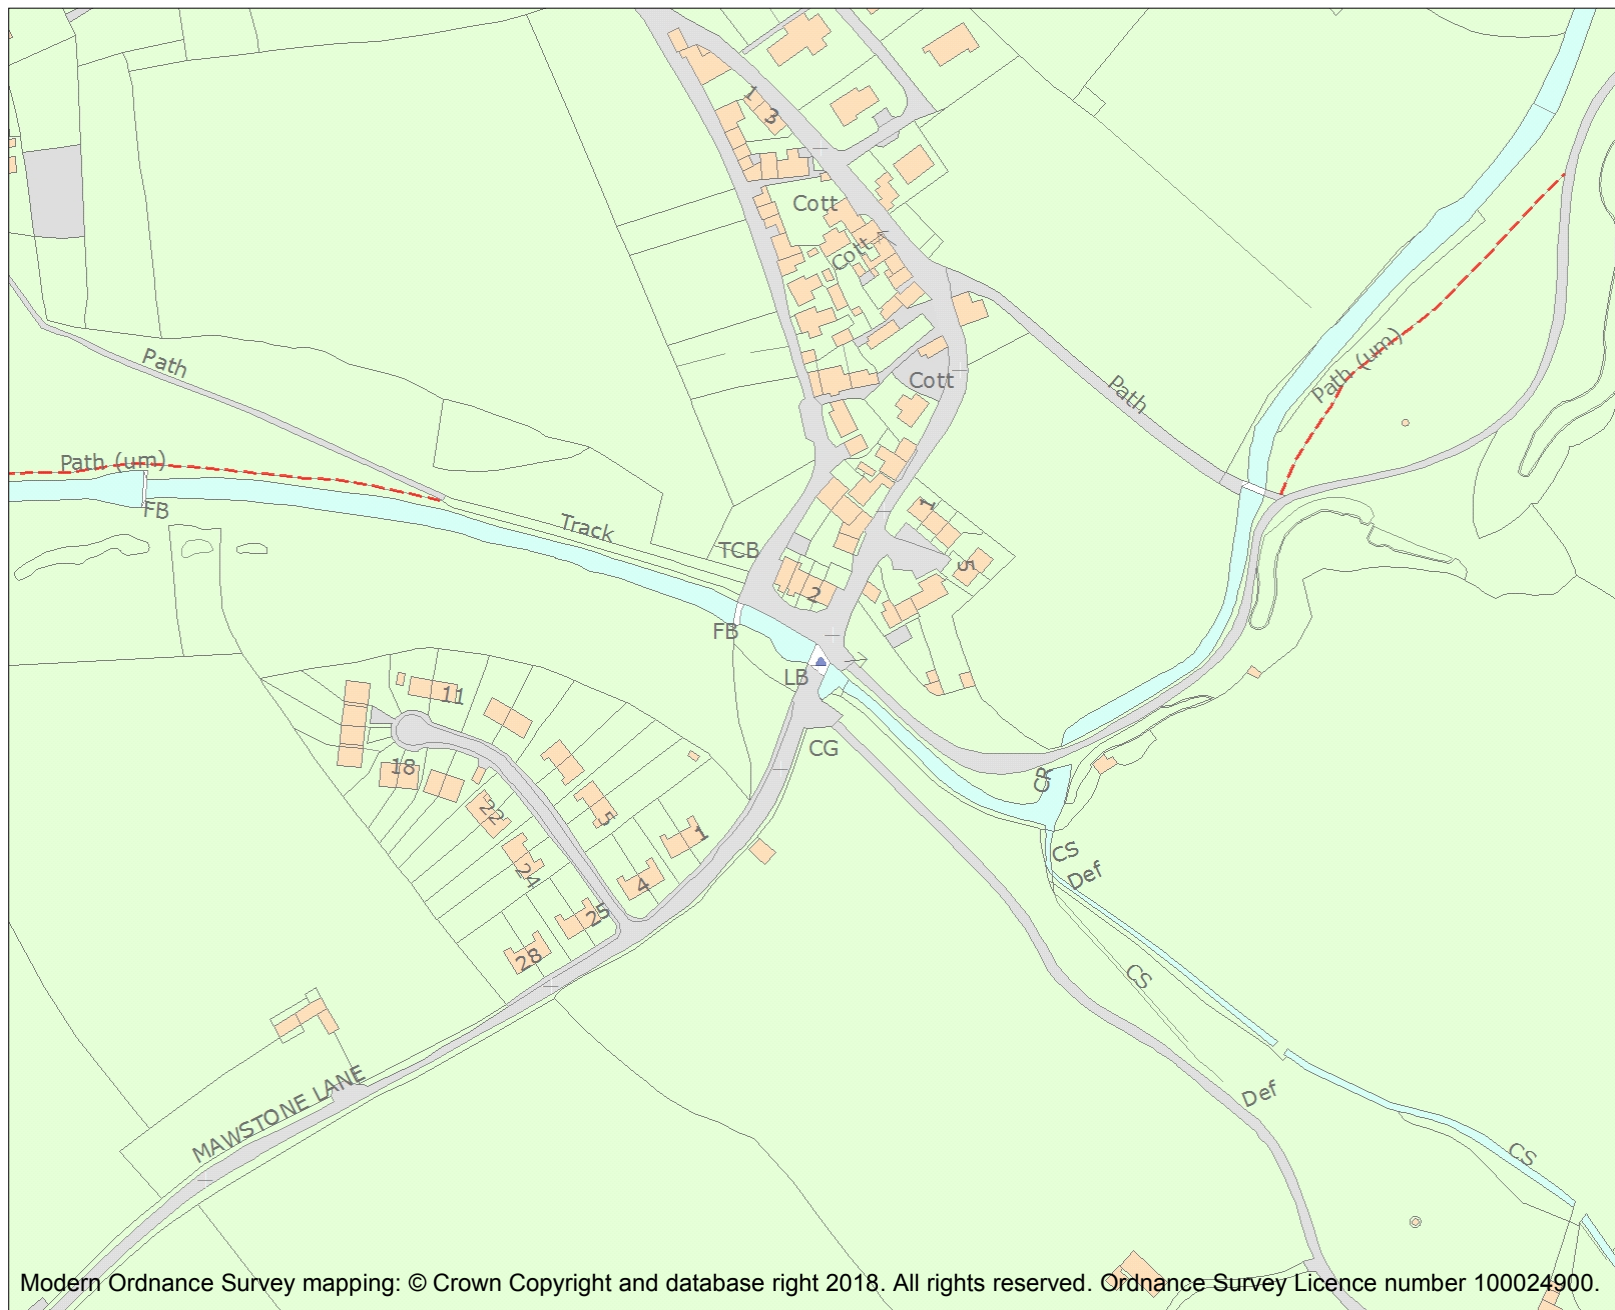 1
3
Cott
Cott
Path
Cott
Path
Path (um)
Path (um)
FB
Track
TCB
1
5
2
FB
LB
11
CG
18
CR
22
5
1
CS
24
4
Def
25
28
CS
MAWSTONE LANE
Def
CS
Modern Ordnance Survey mapping: © Crown Copyright and database right 2018. All rights reserved. Ordnance Survey Licence number 100024900.